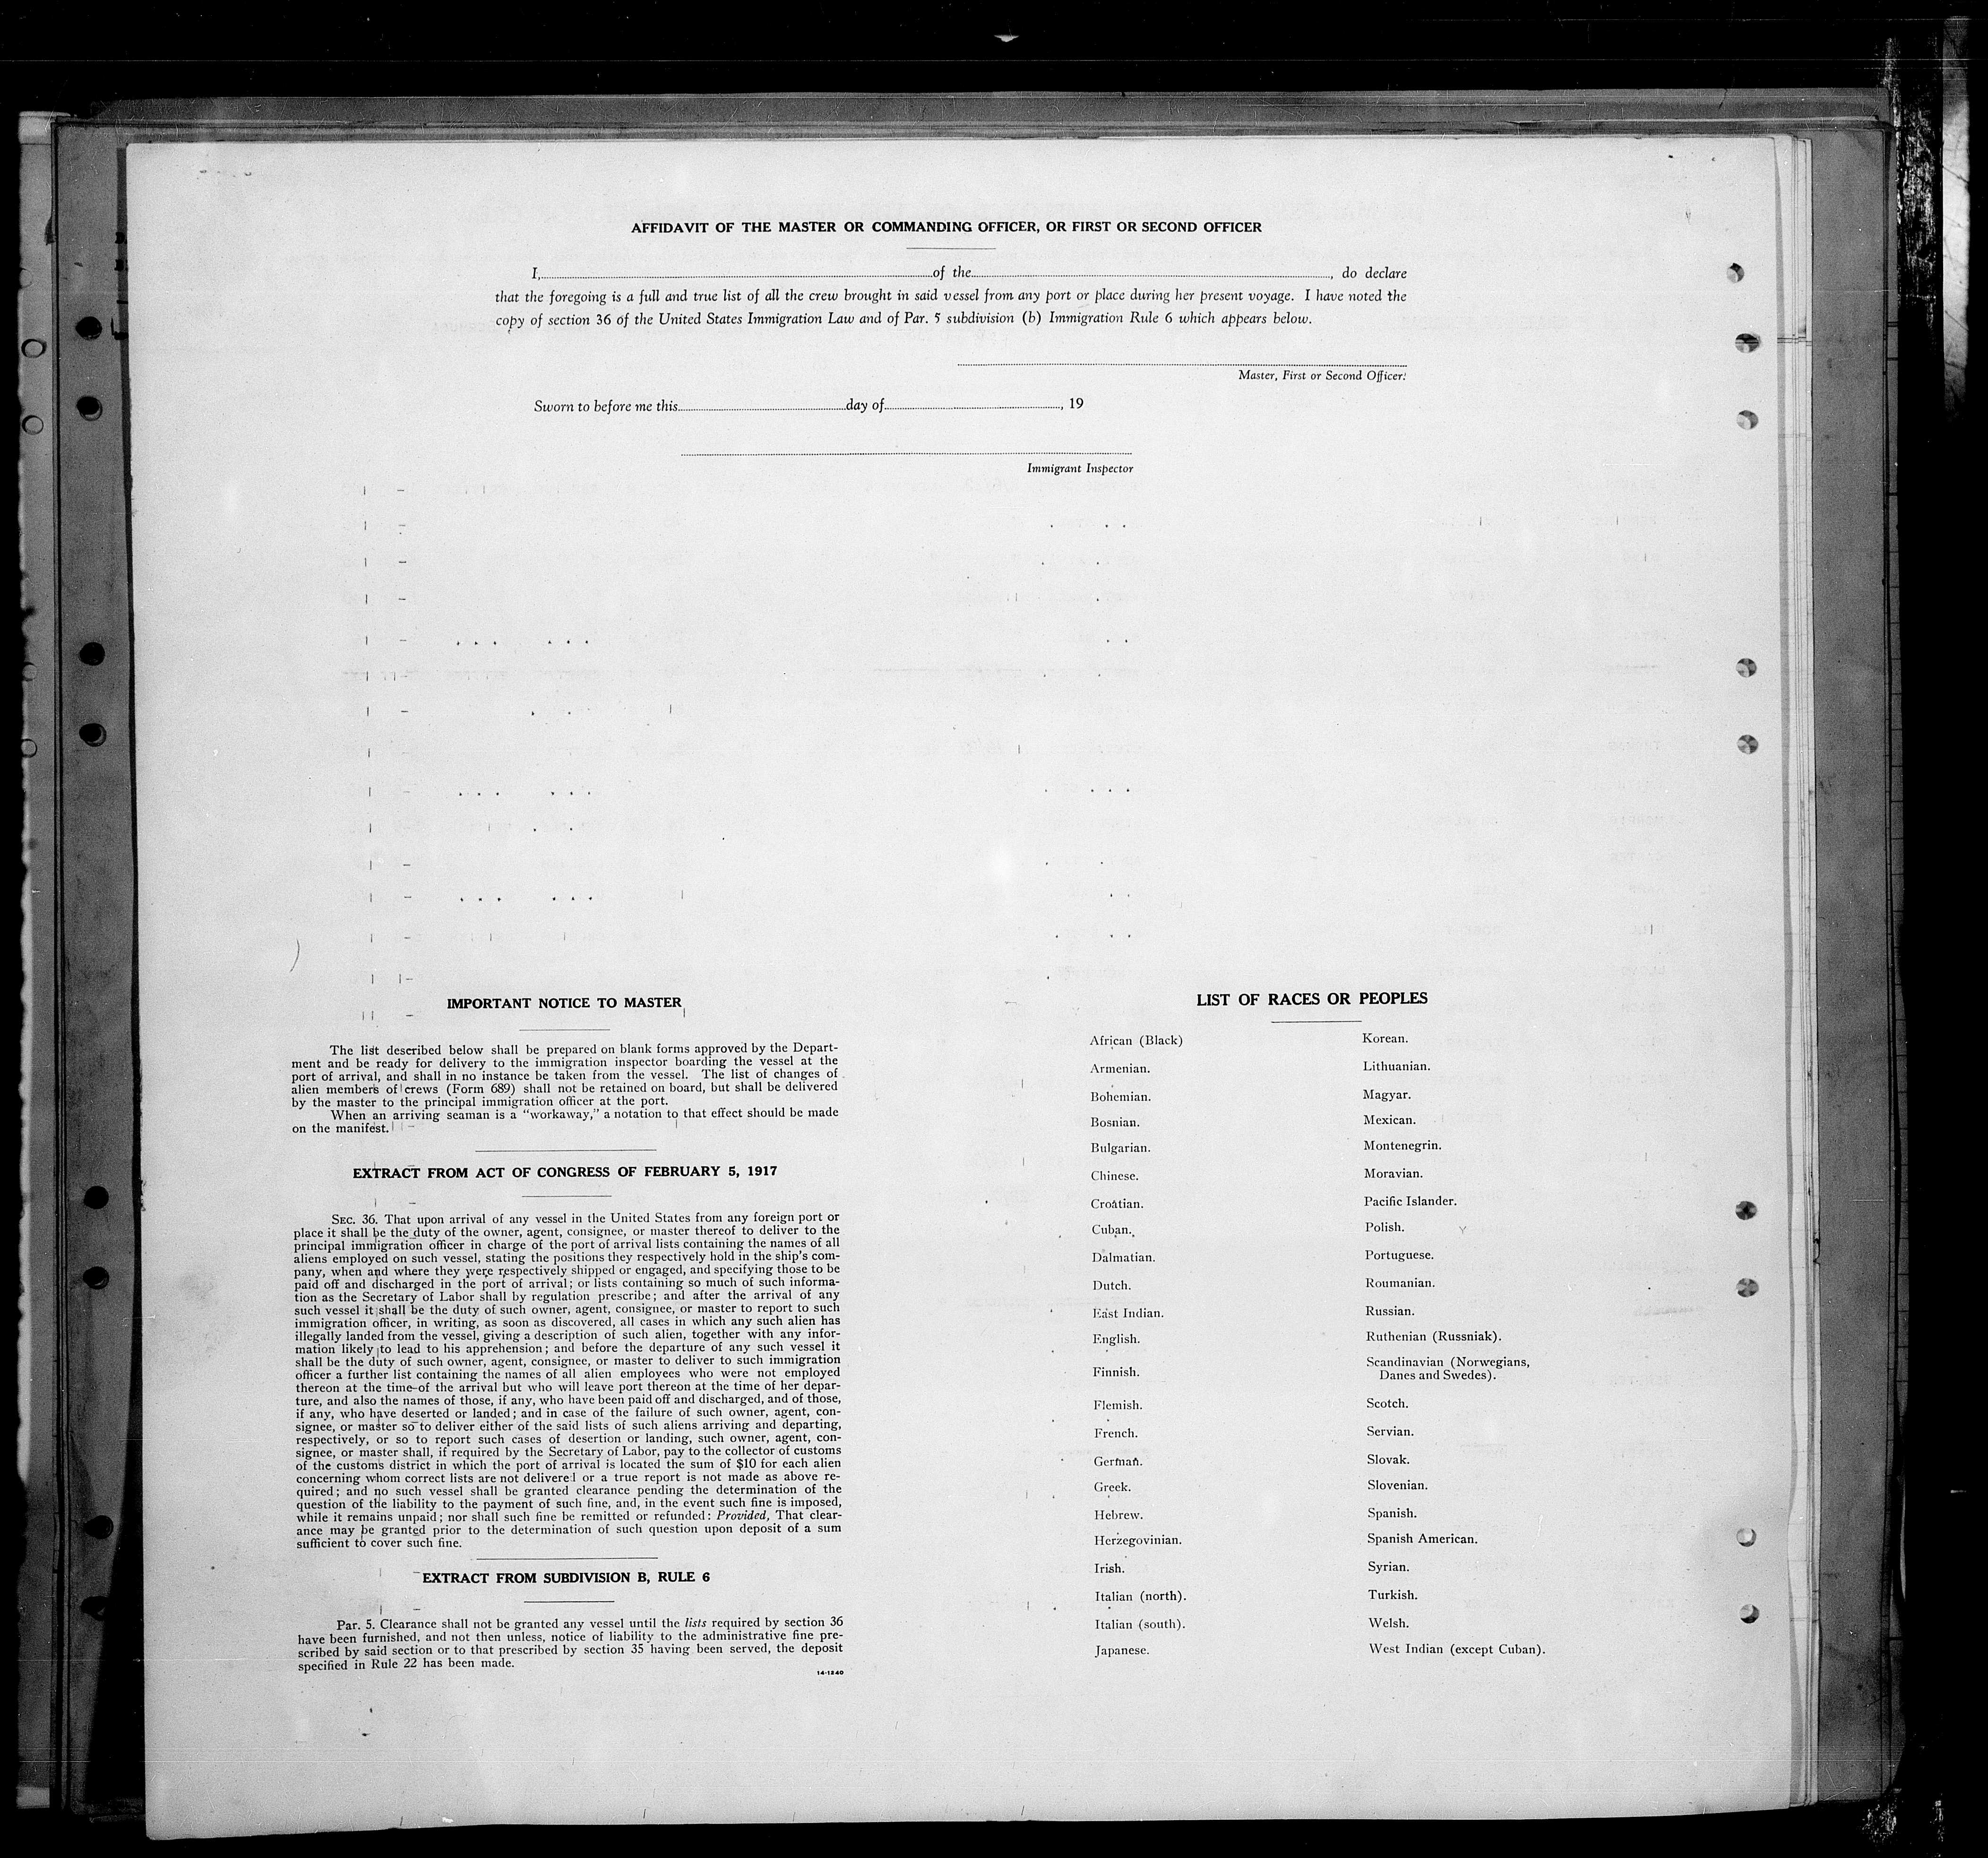 AFFIDAVIT OF THE MASTER OR COMMANDING OFFICER, OR FIRST OR SECOND OFFICER
I, of the , do declare
that the foregoing is a full and true list of all the crew brought in said vessel from any port or place during her present voyage. I have noted the
copy of section 36 of the United States Immigration Law and of Par. 5 subdivision (b) Immigration Rule 6 which appears below.
Master, First or Second Officer.
Sworn to before me this day of , 19
Immigrant Inspector
IMPORTANT NOTICE TO MASTER
The list described below shall be prepared on blank forms approved by the Depart-
ment and be ready for delivery to the immigration inspector boarding the vessel at the
port of arrival, and shall in no instance be taken from the vessel. The list of changes of
alien members of crews (Form 689) shall not be retained on board, but shall be delivered
by the master to the principal immigration officer at the port.
When an arriving seaman is a "workaway," a notation to that effect should be made
on the manifest.
EXTRACT FROM ACT OF CONGRESS OF FEBRUARY 5, 1917
SEC. 36. That upon arrival of any vessel in the United States from any foreign port or
place it shall be the duty of the owner, agent, consignee, or master thereof to deliver to the
principal immigration officer in charge of the port of arrival lists containing the names of all
aliens employed on such vessel, stating the positions they respectively hold in the ship's com-
pany, when and where they were respectively shipped or engaged, and specifying those to be
paid off and discharged in the port of arrival; or lists containing so much of such informa-
tion as the Secretary of Labor shall by regulation prescribe; and after the arrival of any
such vessel it shall be the duty of such owner, agent, consignee, or master to report to such
immigration officer, in writing, as soon as discovered, all cases in which any such alien has
illegally landed from the vessel, giving a description of such alien, together with any infor-
mation likely to lead to his apprehension; and before the departure of any such vessel it
shall be the duty of such owner, agent, consignee, or master to deliver to such immigration
officer a further list containing the names of all alien employees who were not employed
thereon at the time of the arrival but who will leave port thereon at the time of her depar-
ture, and also the names of those, if any, who have been paid off and discharged, and of those,
if any, who have deserted or landed; and in case of the failure of such owner, agent, con-
signee, or master so to deliver either of the said lists of such aliens arriving and departing,
respectively, or so to report such cases of desertion or landing, such owner, agent, con-
signee, or master shall, if required by the Secretary of Labor, pay to the collector of customs
of the customs district in which the port of arrival is located the sum of $10 for each alien
concerning whom correct lists are not delivered or a true report is not made as above re-
quired; and no such vessel shall be granted clearance pending the determination of the
question of the liability to the payment of such fine, and, in the event such fine is imposed,
while it remains unpaid; nor shall such fine be remitted or refunded: Provided, That clear-
ance may be granted prior to the determination of such question upon deposit of a sum
sufficient to cover such fine.
EXTRACT FROM SUBDIVISION B, RULE 6
Par. 5. Clearance shall not be granted any vessel until the lists required by section 36
have been furnished, and not then unless, notice of liability to the administrative fine pre-
scribed by said section or to that prescribed by section 35 having been served, the deposit
specified in Rule 22 has been made.
14-1240
LIST OF RACES OR PEOPLES
African (Black)
Armenian.
Bohemian.
Bosnian.
Bulgarian.
Chinese.
Croatian.
Cuban.
Dalmatian.
Dutch.
East Indian.
English.
Finnish.
Flemish.
French.
German.
Greek.
Hebrew.
Herzegovinian.
Irish.
Italian (north).
Italian (south).
Japanese.
Korean.
Lithuanian.
Magyar.
Mexican.
Montenegrin.
Moravian.
Pacific Islander.
Polish.
Portuguese.
Roumanian.
Russian.
Ruthenian (Russniak).
Scandinavian (Norwegians,
Danes and Swedes).
Scotch.
Servian.
Slovak.
Slovenian.
Spanish.
Spanish American.
Syrian.
Turkish.
Welsh.
West Indian (except Cuban).